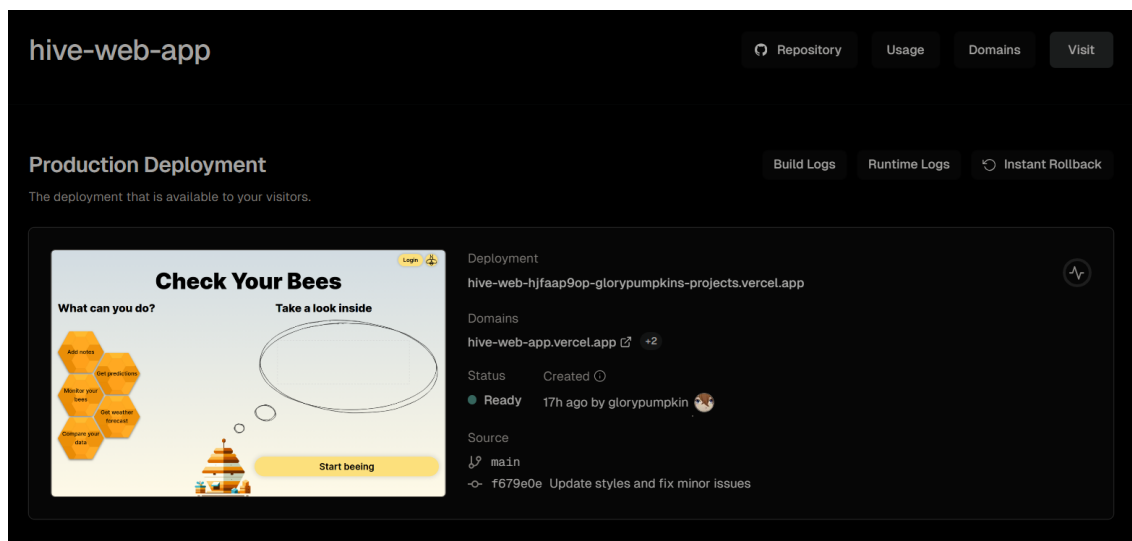 hive-web-app
Repository
Usage
Domains
Visit
Production Deployment
Build Logs
Runtime Logs
Instant Rollback
The deployment that is available to your visitors.
Login
Check Your Bees
What can you do?
Take a look inside
Add notes
Get predictions
Monitor your
bees
Get weather
forecast
Compare your
data
Start beeing
Deployment
hive-web-hjfaap9op-glorypumpkins-projects.vercel.app
Domains
hive-web-app.vercel.app +2
Status Created
Ready 17h ago by glorypumpkin
Source
main
f679e0e Update styles and fix minor issues